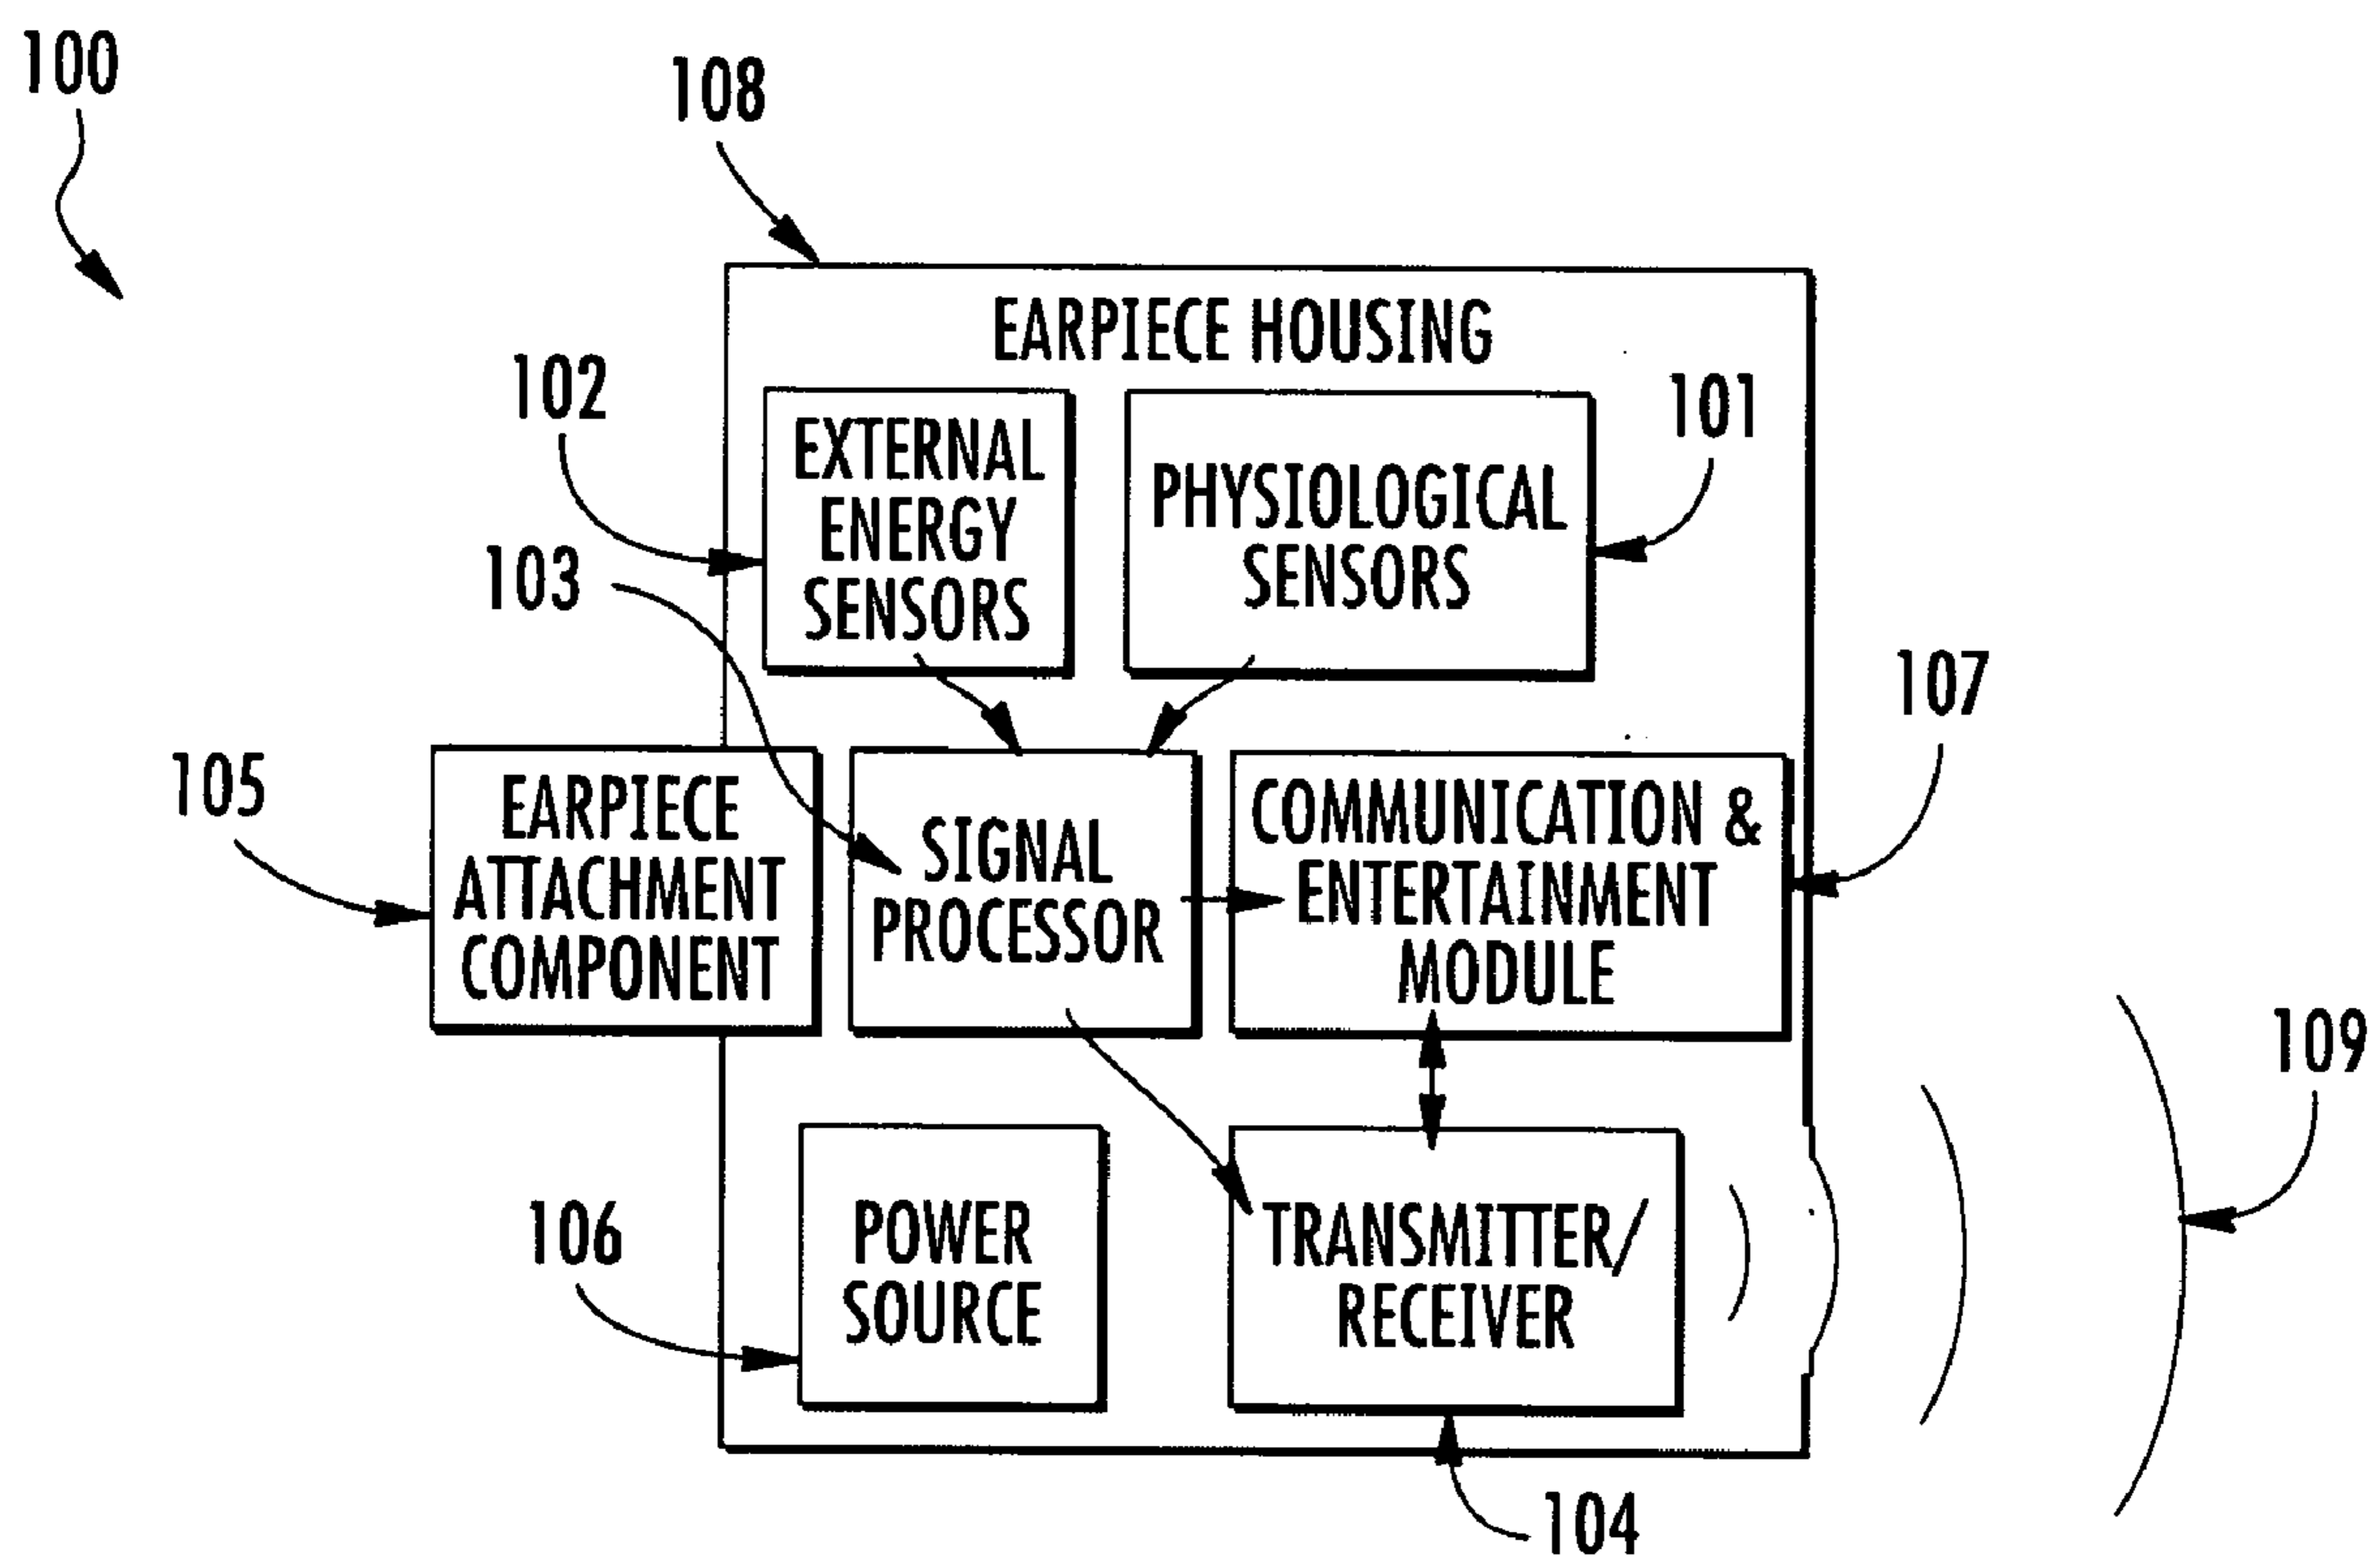 100
108
EARPIECE HOUSING
102
101
EXTERNAL
ENERGY
SENSORS
PHYSIOLOGICAL
SENSORS
103
107
105
EARPIECE
ATTACHMENT
COMPONENT
SIGNAL
PROCESSOR
COMMUNICATION &
ENTERTAINMENT
MODULE
109
106
POWER
SOURCE
TRANSMITTER/
RECEIVER
104